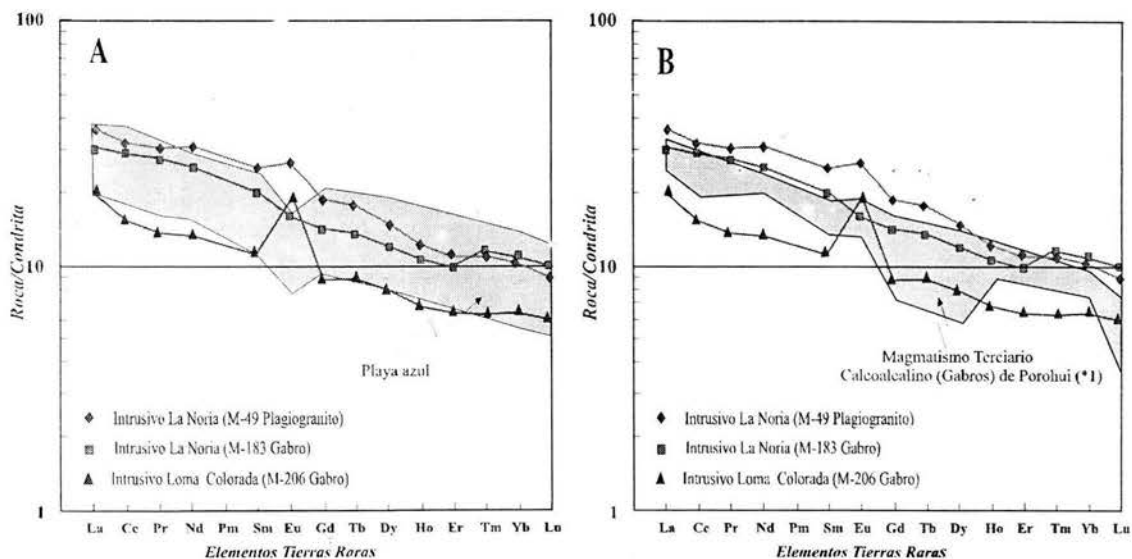 100
A
Roca/Condrita
10
Playa azul
Intrusivo La Noria (M-49 Plagiogranito)
Intrusivo La Noria (M-183 Gabro)
Intrusivo Loma Colorada (M-206 Gabro)
1
La Ce Pr Nd Pm Sm Eu Gd Tb Dy Ho Er Tm Yb Lu
Elementos Tierras Raras
100
B
Roca/Condrita
10
Magmatismo Terciario
Calcoalcalino (Gabros) de Porohui (*1)
Intrusivo La Noria (M-49 Plagiogranito)
Intrusivo La Noria (M-183 Gabro)
Intrusivo Loma Colorada (M-206 Gabro)
1
La Ce Pr Nd Pm Sm Eu Gd Tb Dy Ho Er Tm Yb Lu
Elementos Tierras Raras